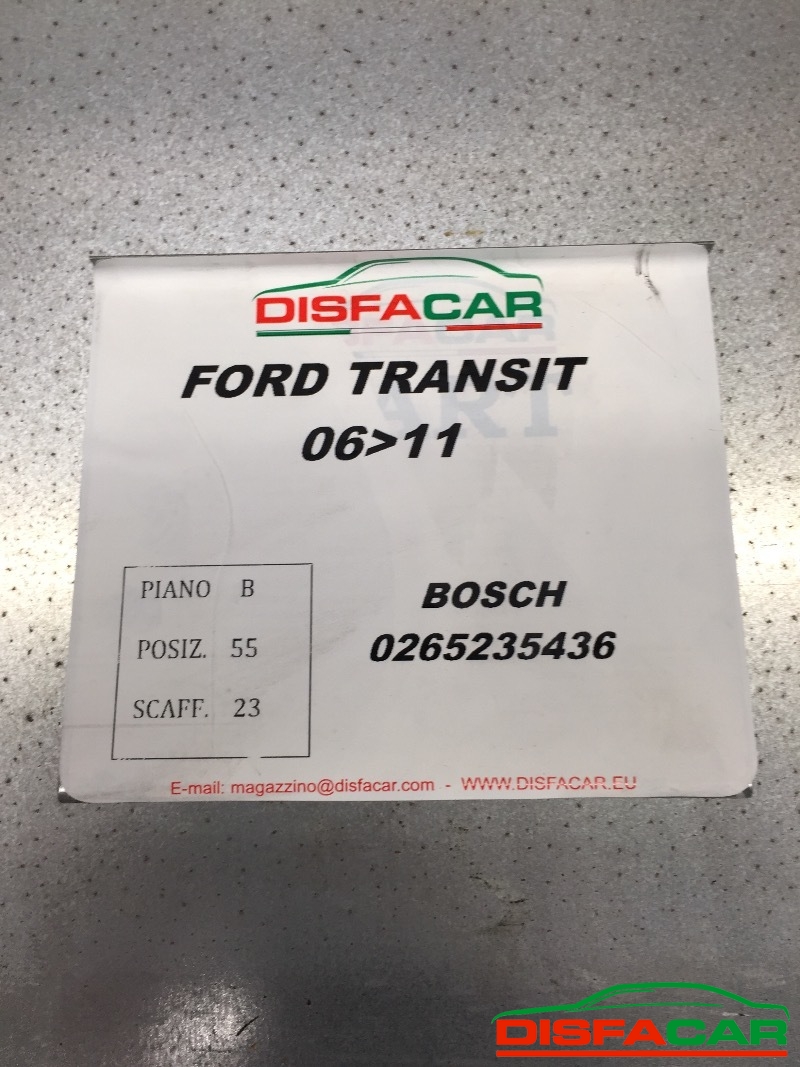 DISFACAR
FORD TRANSIT
06>11
PIANO B
POSIZ. 55
SCAFF. 23
BOSCH
0265235436
E-mail: magazzino@disfacar.com - WWW.DISFACAR.EU
DISFACAR